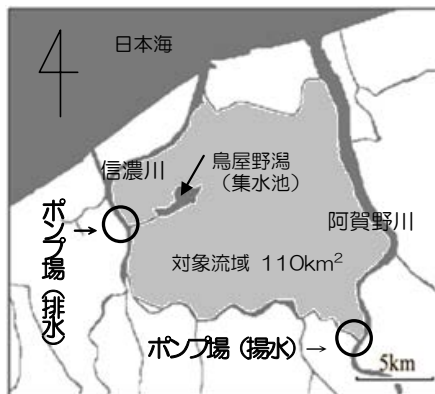 日本海
信濃川
鳥屋野潟
（集水池）
阿賀野川
ポンプ場（排水）
→
対象流域 110km²
ポンプ場（揚水）→
5km